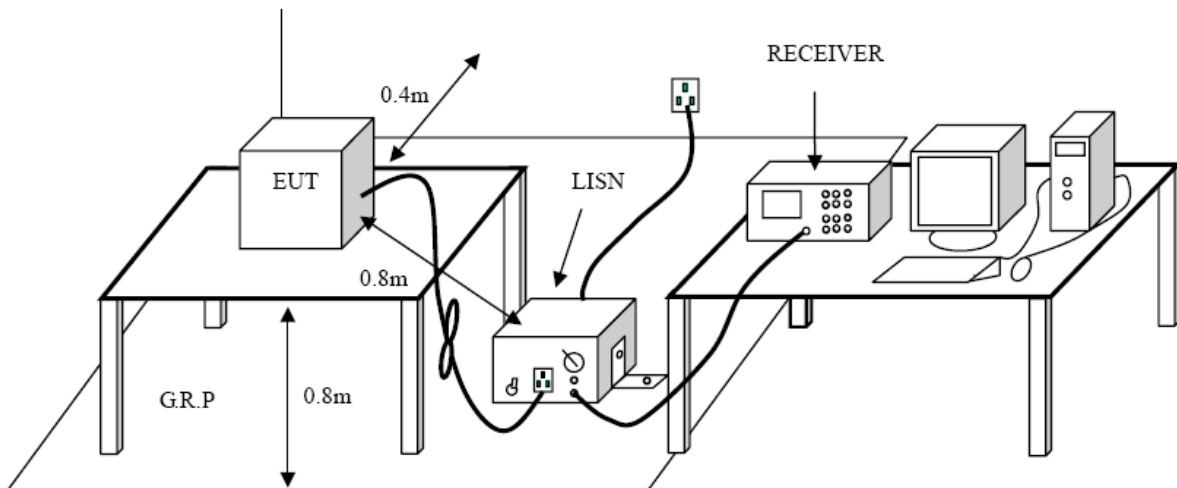 RECEIVER
0.4m
EUT
LISN
0.8m
G.R.P
0.8m